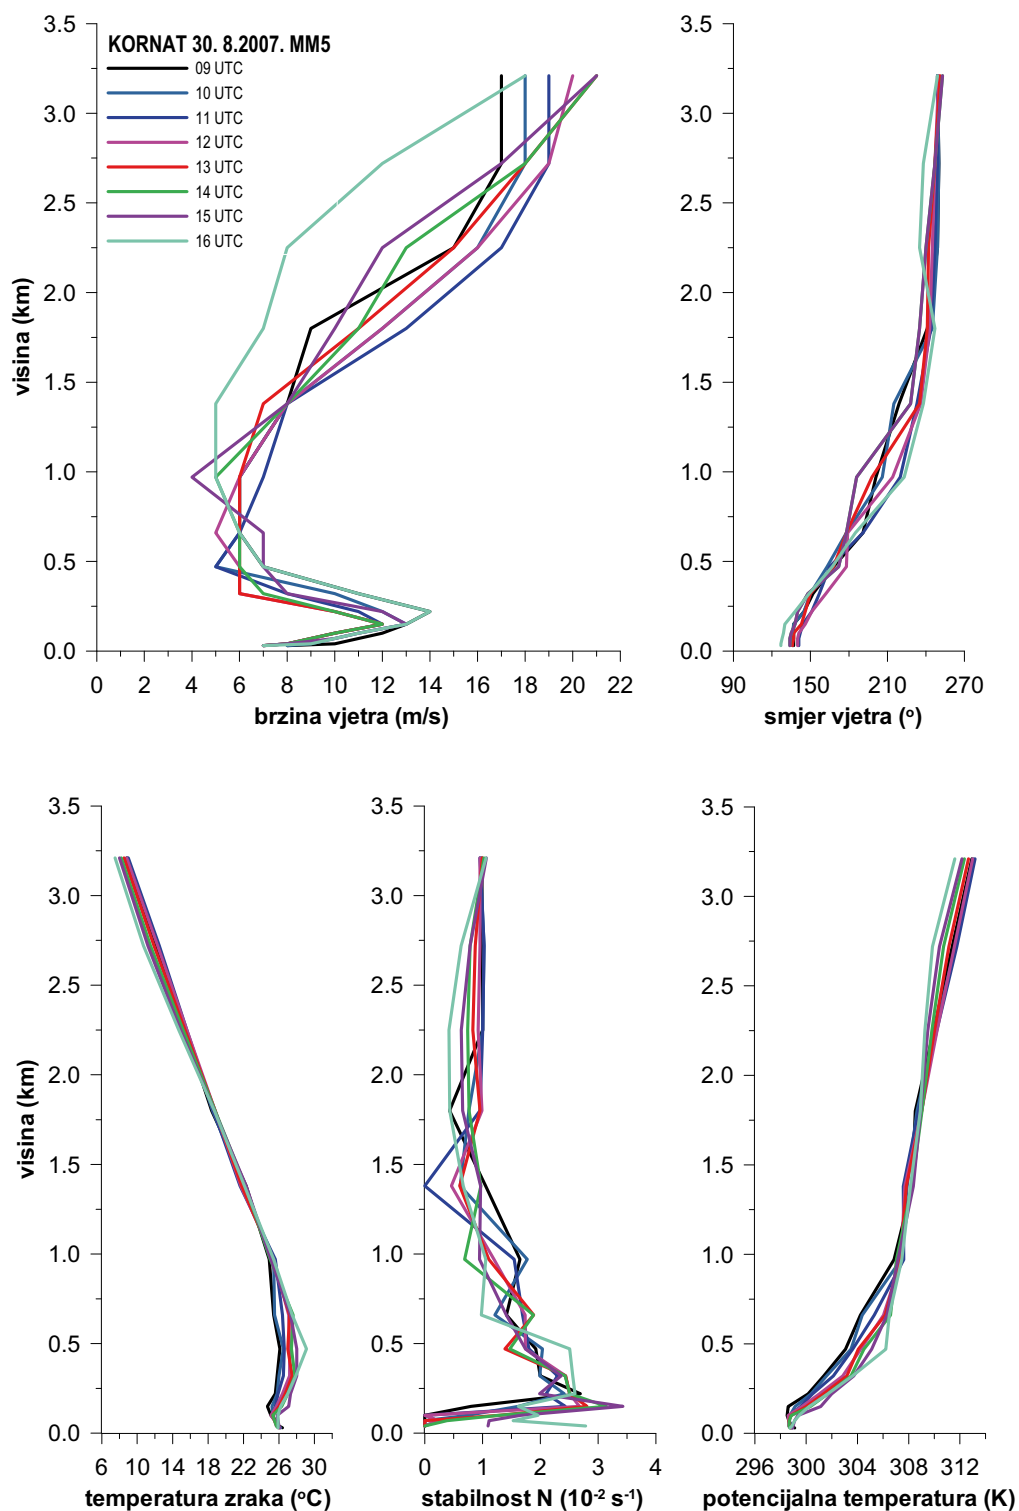 3.5
3.0
2.5
2.0
1.5
1.0
0.5
0.0
visina (km)
KORNAT 30. 8.2007. MM5
09 UTC
10 UTC
11 UTC
12 UTC
13 UTC
14 UTC
15 UTC
16 UTC
0 2 4 6 8 10 12 14 16 18 20 22
brzina vjetra (m/s)
3.5
3.0
2.5
2.0
1.5
1.0
0.5
0.0
90 150 210 270
smjer vjetra (º)
3.5
3.0
2.5
2.0
1.5
1.0
0.5
0.0
visina (km)
6 10 14 18 22 26 30
temperatura zraka (ºC)
3.5
3.0
2.5
2.0
1.5
1.0
0.5
0.0
0 1 2 3 4
stabilnost N (10⁻² s⁻¹)
3.5
3.0
2.5
2.0
1.5
1.0
0.5
0.0
296 300 304 308 312
potencijalna temperatura (K)